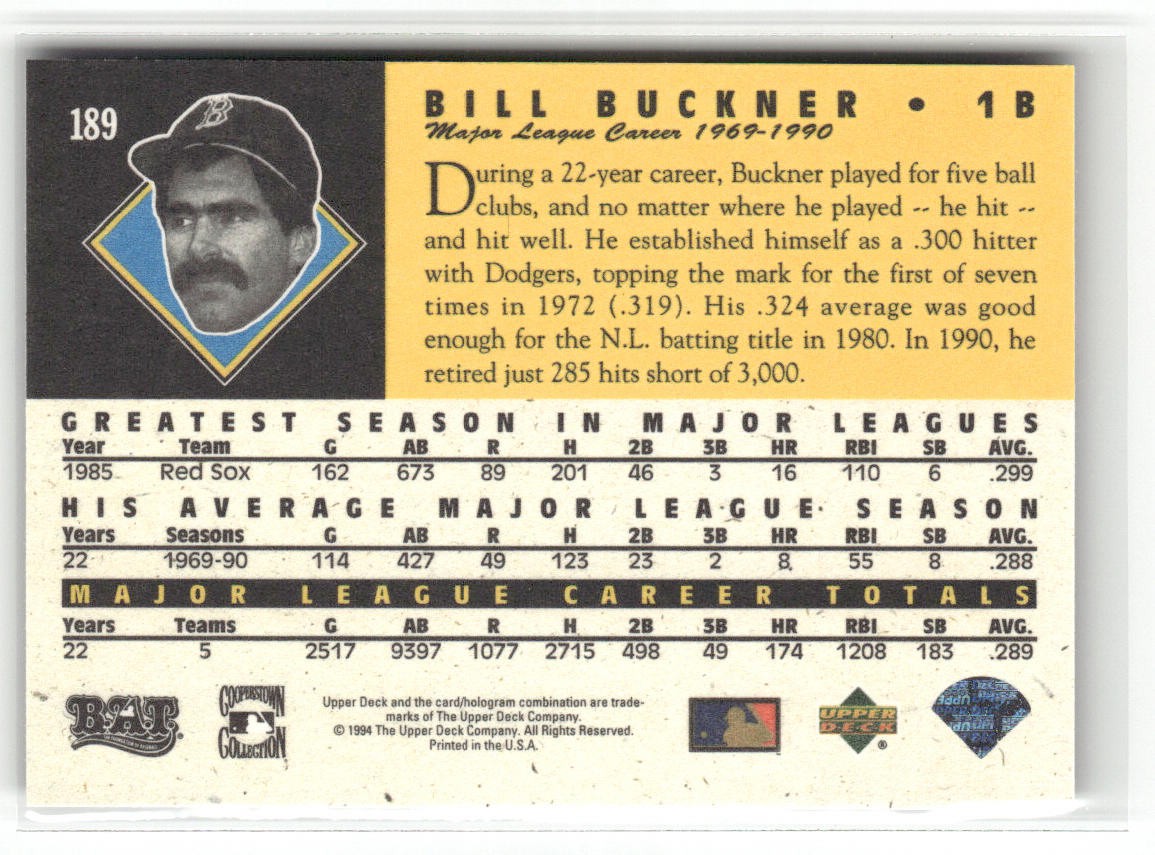 189
B
BILL BUCKNER • 1B
Major League Career 1969-1990
During a 22-year career, Buckner played for five ball
clubs, and no matter where he played -- he hit --
and hit well. He established himself as a .300 hitter
with Dodgers, topping the mark for the first of seven
times in 1972 (.319). His .324 average was good
enough for the N.L. batting title in 1980. In 1990, he
retired just 285 hits short of 3,000.
GREATEST SEASON IN MAJOR LEAGUES
Year Team G AB R H 2B 3B HR RBI SB AVG.
1985 Red Sox 162 673 89 201 46 3 16 110 6 .299
HIS AVERAGE MAJOR LEAGUE SEASON
Years Seasons G AB R H 2B 3B HR RBI SB AVG.
22 1969-90 114 427 49 123 23 2 8 55 8 .288
MAJOR LEAGUE CAREER TOTALS
Years Teams G AB R H 2B 3B HR RBI SB AVG.
22 5 2517 9397 1077 2715 498 49 174 1208 183 .289
B.A.T.
COOPERSTOWN
COLLECTION
Upper Deck and the card/hologram combination are trade-
marks of The Upper Deck Company.
© 1994 The Upper Deck Company. All Rights Reserved.
Printed in the U.S.A.
UPPER
DECK
®